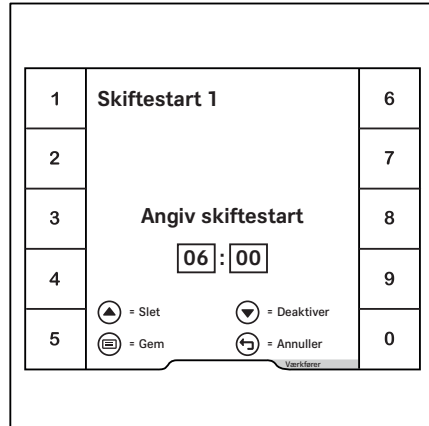 1
2
3
4
5
Skiftestart 1
Angiv skiftestart
06 : 00
= Slet
= Deaktiver
= Gem
= Annuller
Værkfører
6
7
8
9
0